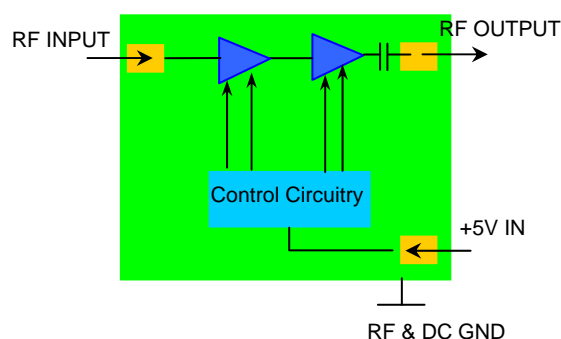 RF INPUT
RF OUTPUT
Control Circuitry
+5V IN
RF & DC GND